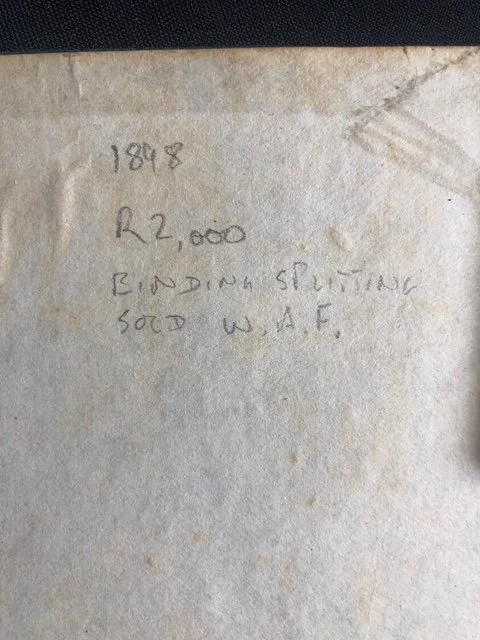 1898
R2,000
BINDING SPLITTING
SOLD W.A.F.